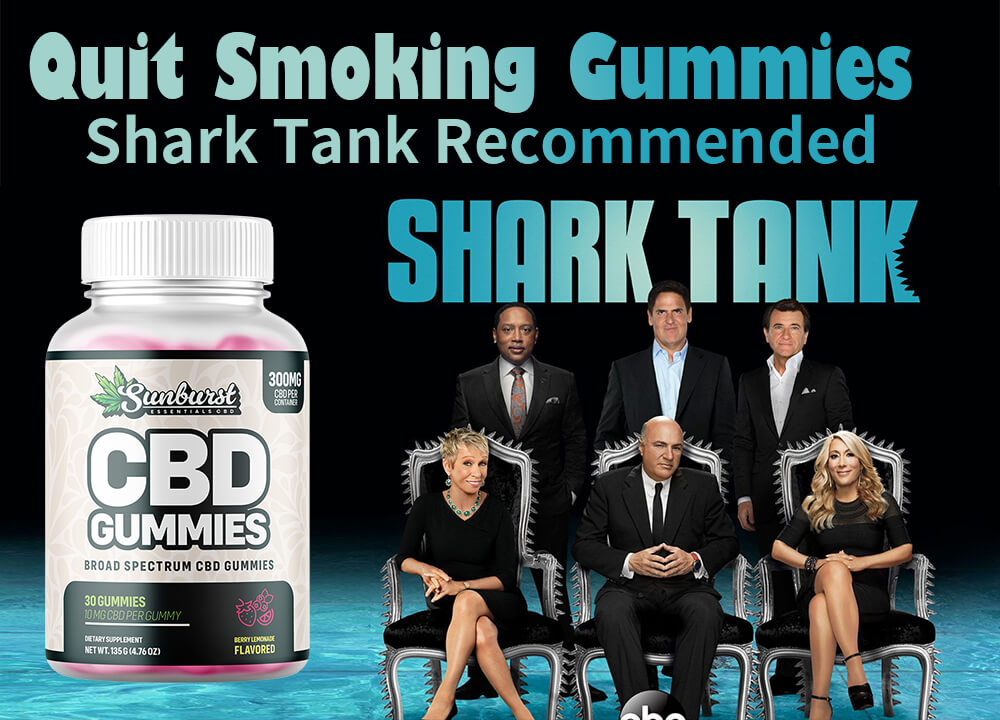 Quit Smoking Gummies
Shark Tank Recommended
SHARK TANK
Sunburst
ESSENTIALS CBD
300MG
CBD PER
CONTAINER
CBD
GUMMIES
BROAD SPECTRUM CBD GUMMIES
30 GUMMIES
10 MG CBD PER GUMMY
DIETARY SUPPLEMENT
NET WT. 135 G (4.76 OZ)
BERRY LEMONADE
FLAVORED
abc